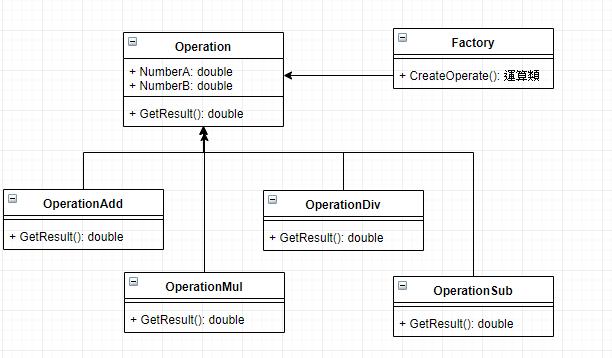 Operation
+ NumberA: double
+ NumberB: double
+ GetResult(): double
Factory
+ CreateOperate(): 運算類
OperationAdd
+ GetResult(): double
OperationDiv
+ GetResult(): double
OperationMul
+ GetResult(): double
OperationSub
+ GetResult(): double